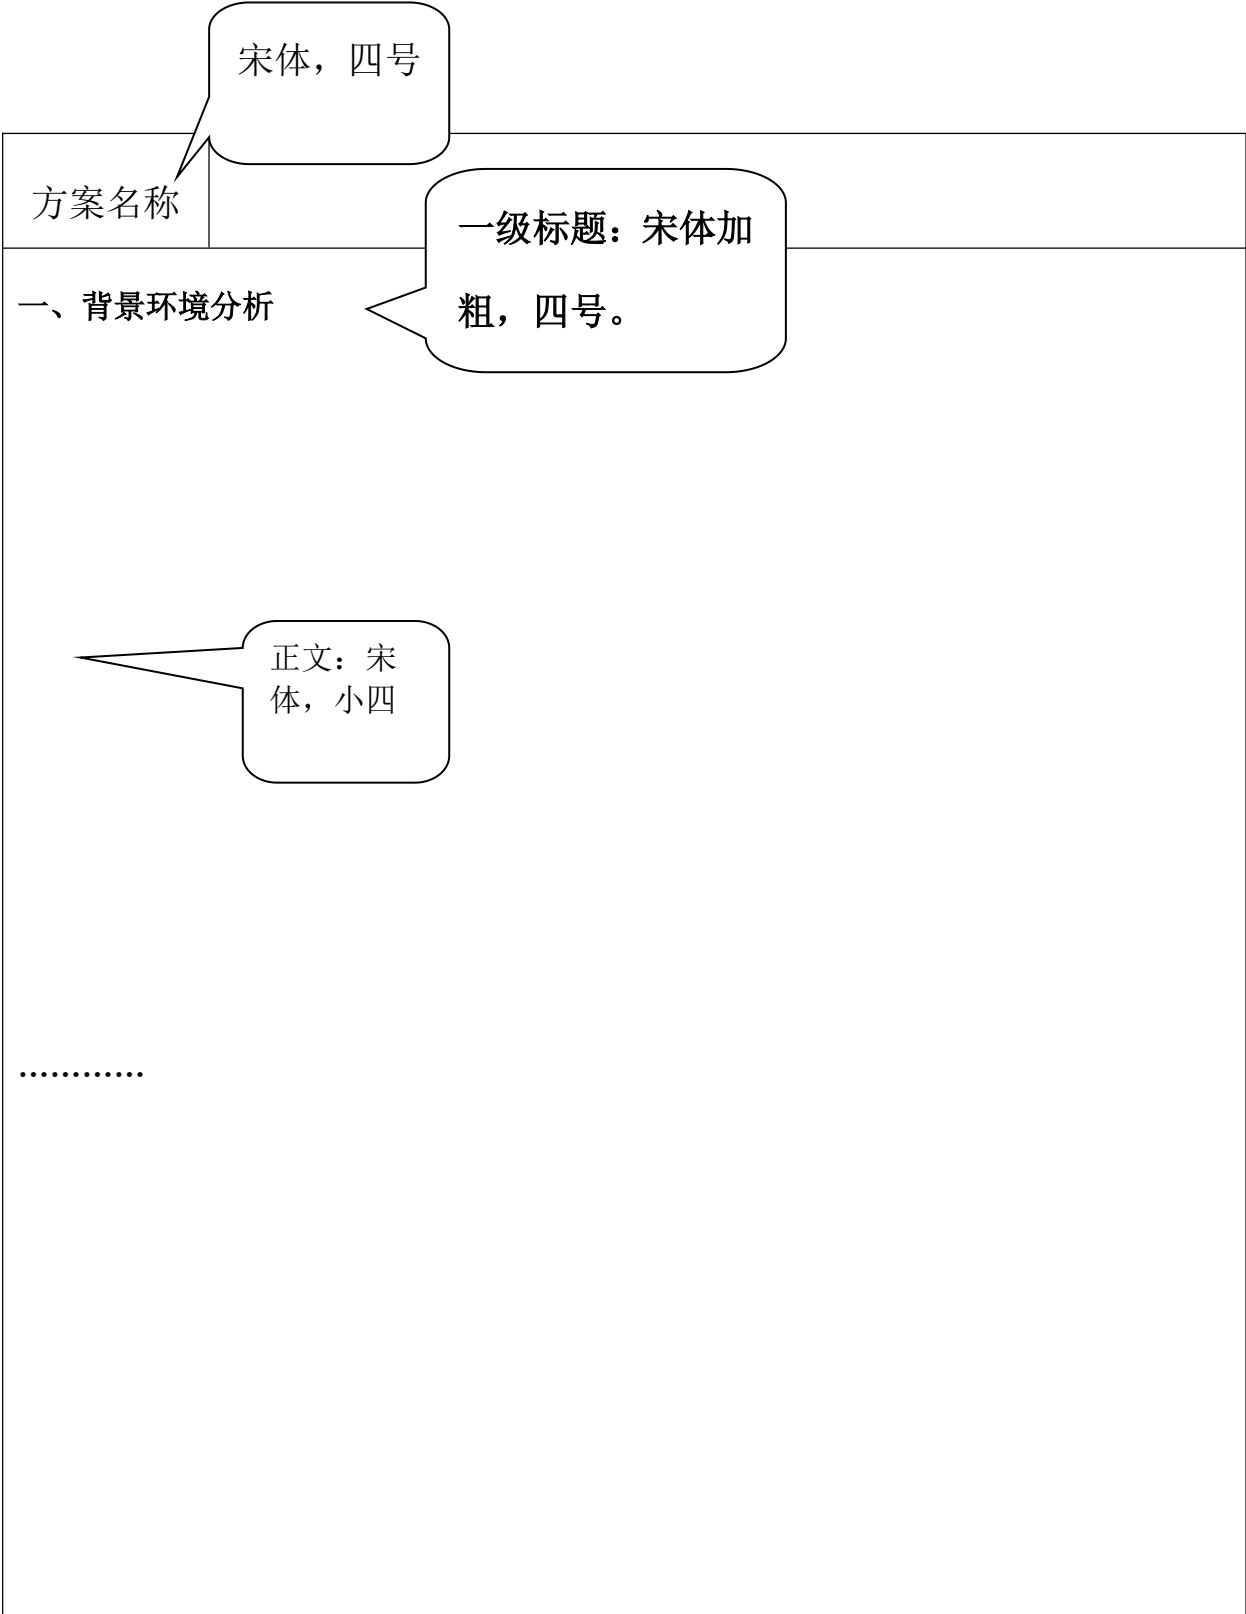 宋体，四号
方案名称
一级标题：宋体加
粗，四号。
一、背景环境分析
正文：宋
体，小四
…………